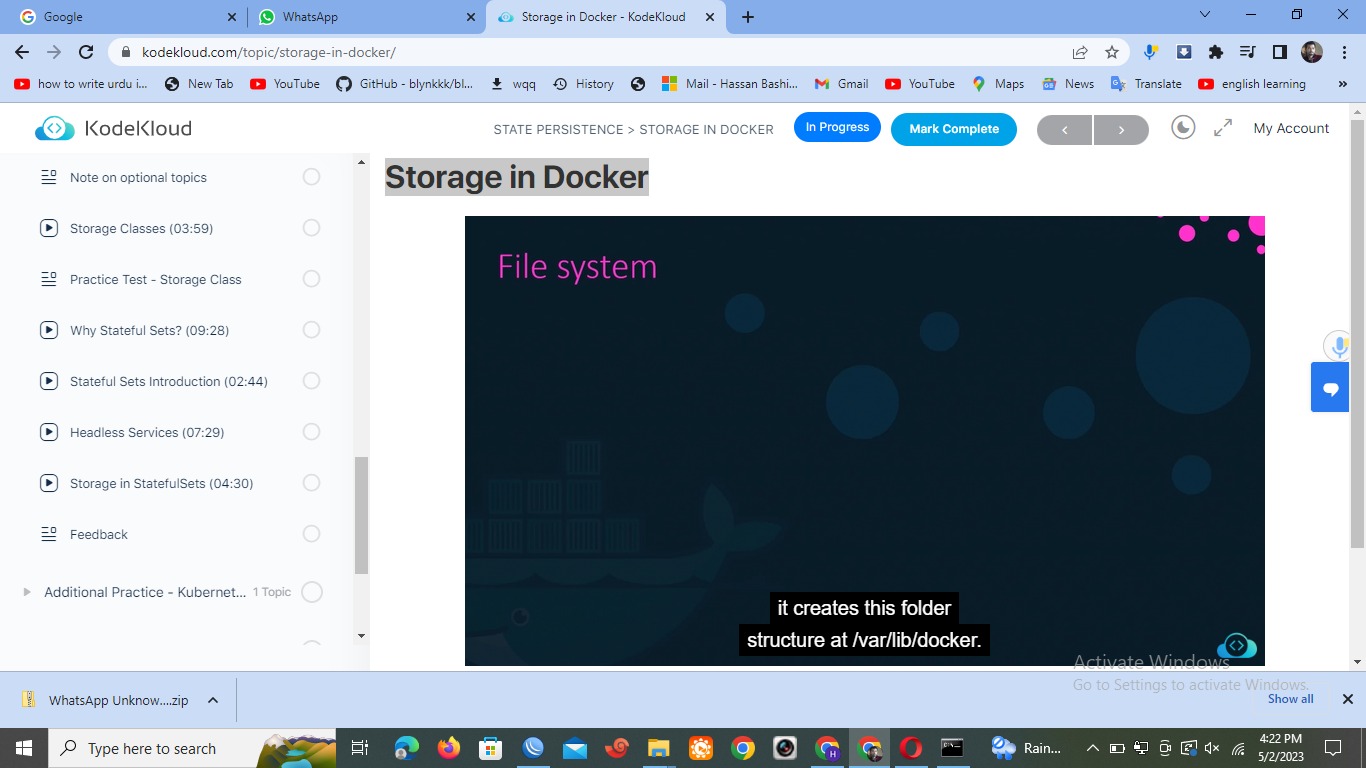 Google
WhatsApp
Storage in Docker - KodeKloud
kodekloud.com/topic/storage-in-docker/
how to write urdu i...
New Tab
YouTube
GitHub - blynkkk/bl...
wqq
History
Mail - Hassan Bashi...
Gmail
YouTube
Maps
News
Translate
english learning
»
KodeKloud
STATE PERSISTENCE > STORAGE IN DOCKER
In Progress
Mark Complete
My Account
Note on optional topics
Storage Classes (03:59)
Practice Test - Storage Class
Why Stateful Sets? (09:28)
Stateful Sets Introduction (02:44)
Headless Services (07:29)
Storage in StatefulSets (04:30)
Feedback
Additional Practice - Kubernet... 1 Topic
Storage in Docker
File system
it creates this folder
structure at /var/lib/docker.
Activate Windows
Go to Settings to activate Windows.
WhatsApp Unknow....zip
Show all
Type here to search
Rain...
4:22 PM
5/2/2023